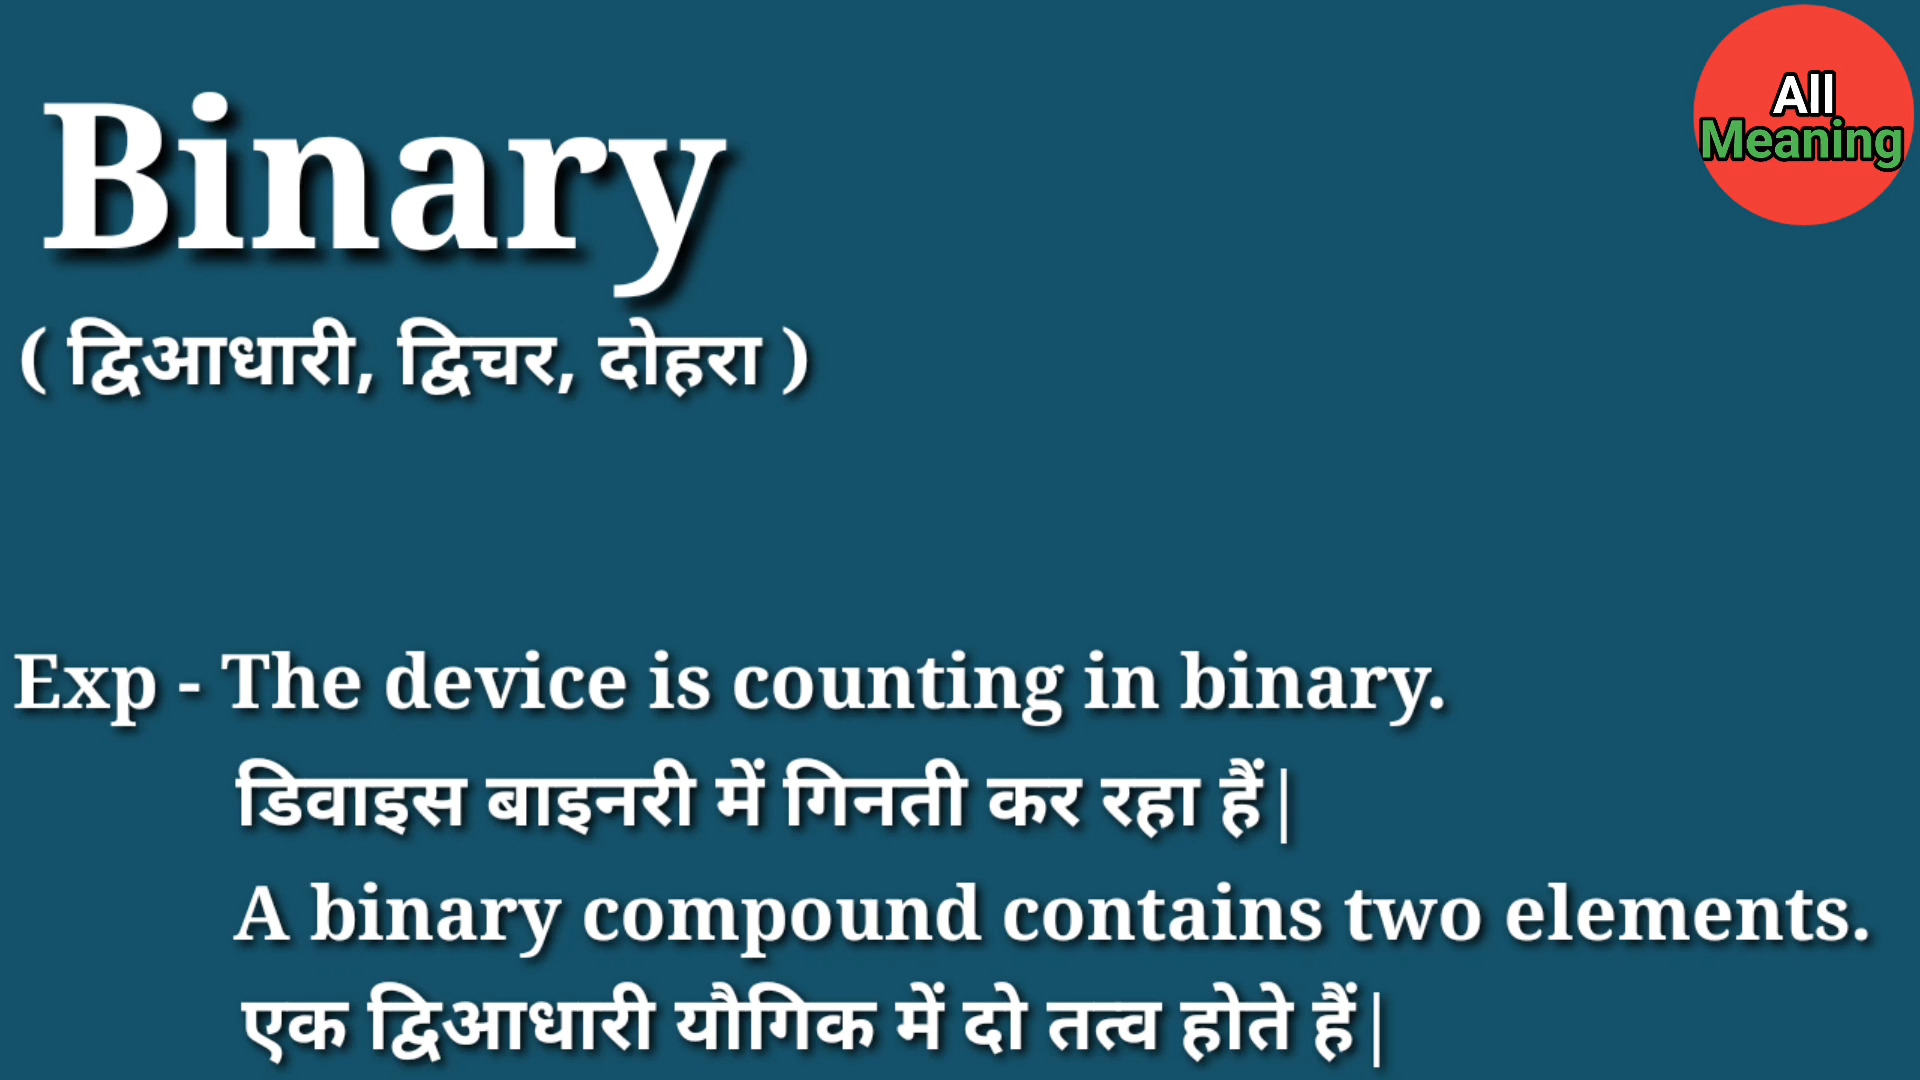 All
Meaning
Binary
( द्विआधारी, द्विचर, दोहरा )
Exp - The device is counting in binary.
डिवाइस बाइनरी में गिनती कर रहा हैं|
A binary compound contains two elements.
एक द्विआधारी यौगिक में दो तत्व होते हैं|